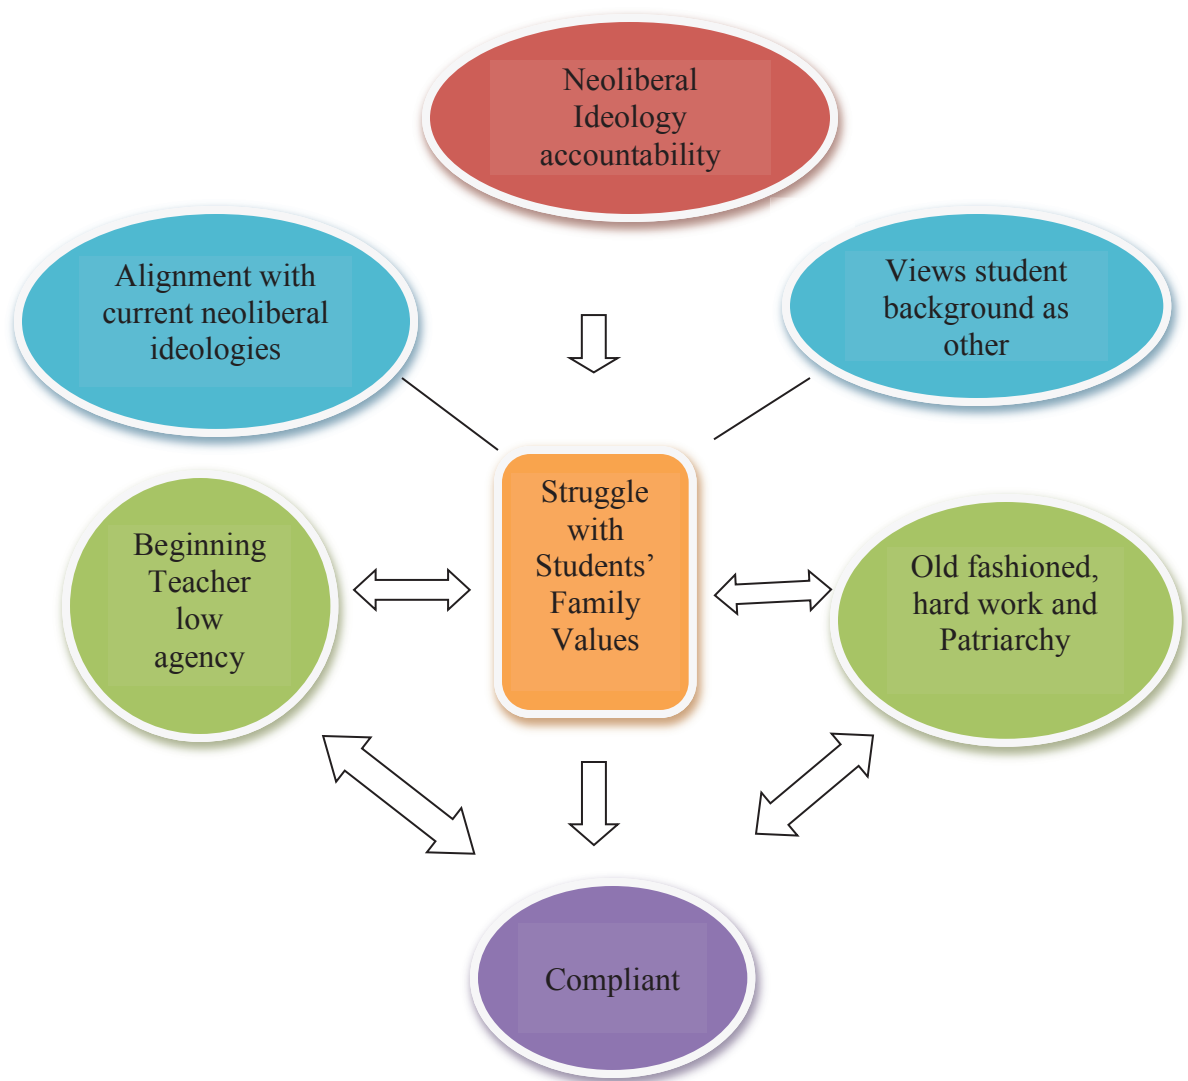 Neoliberal
Ideology
accountability
Alignment with
current neoliberal
ideologies
Views student
background as
other
Struggle
with
Students’
Family
Values
Beginning
Teacher
low
agency
Old fashioned,
hard work and
Patriarchy
Compliant